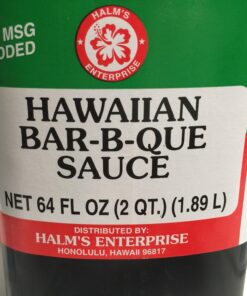 HALM'S
ENTERPRISE
MSG
DDED
HAWAIIAN
BAR-B-QUE
SAUCE
NET 64 FL OZ (2 QT.) (1.89 L)
DISTRIBUTED BY:
HALM'S ENTERPRISE
HONOLULU, HAWAII 96817